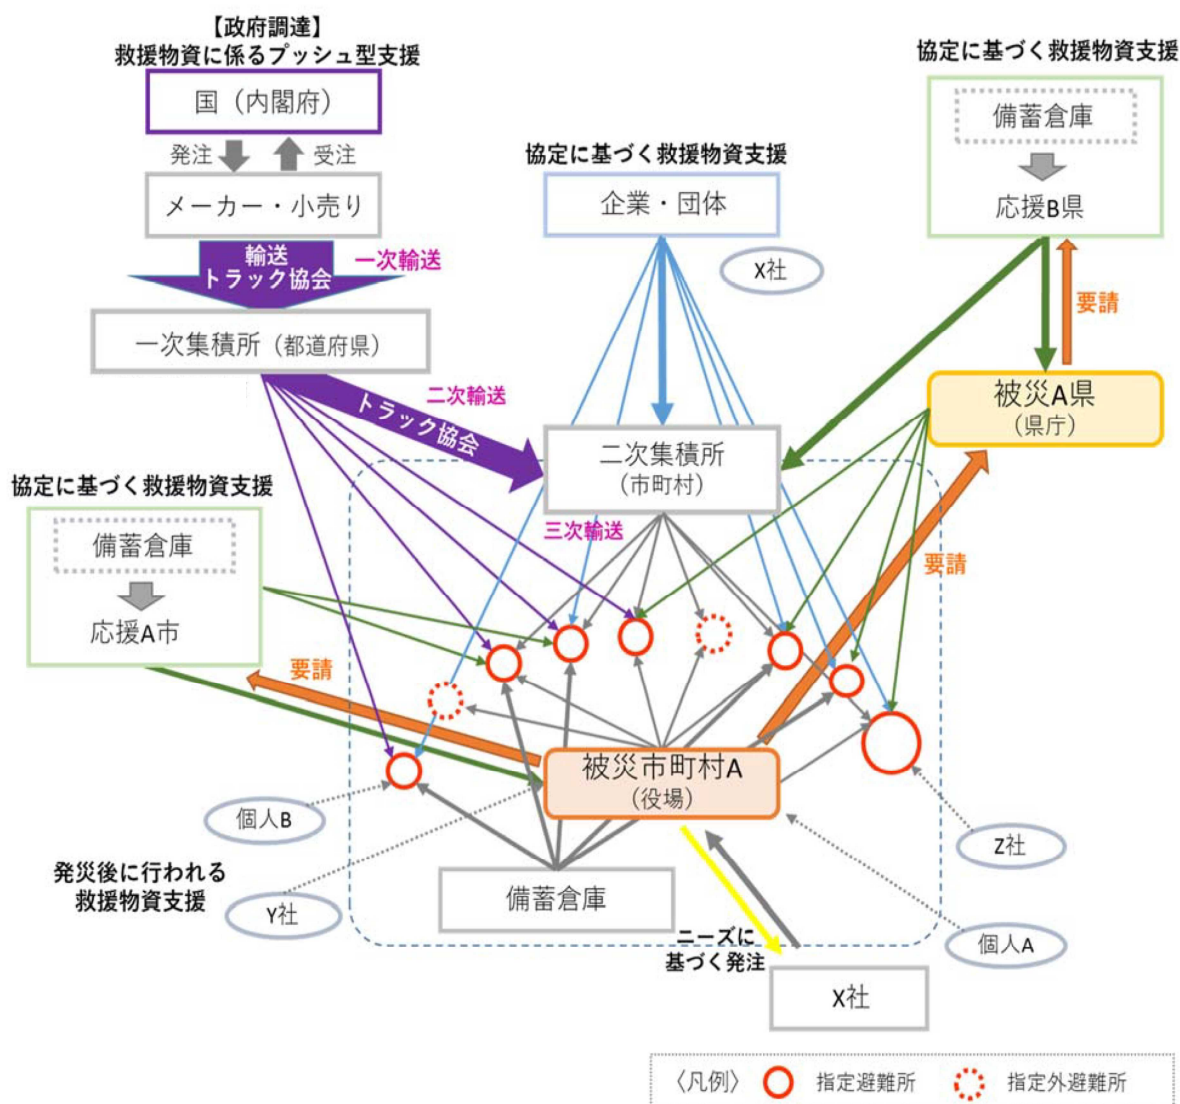 【政府調達】
救援物資に係るプッシュ型支援
国（内閣府）
発注
受注
メーカー・小売り
輸送
トラック協会
一次輸送
一次集積所（都道府県）
協定に基づく救援物資支援
企業・団体
X社
協定に基づく救援物資支援
備蓄倉庫
応援B県
要請
被災A県
（県庁）
二次輸送
トラック協会
二次集積所
（市町村）
三次輸送
協定に基づく救援物資支援
備蓄倉庫
応援A市
要請
要請
被災市町村A
（役場）
個人B
発災後に行われる
救援物資支援
Y社
備蓄倉庫
Z社
個人A
ニーズに
基づく発注
X社
〈凡例〉
指定避難所
指定外避難所